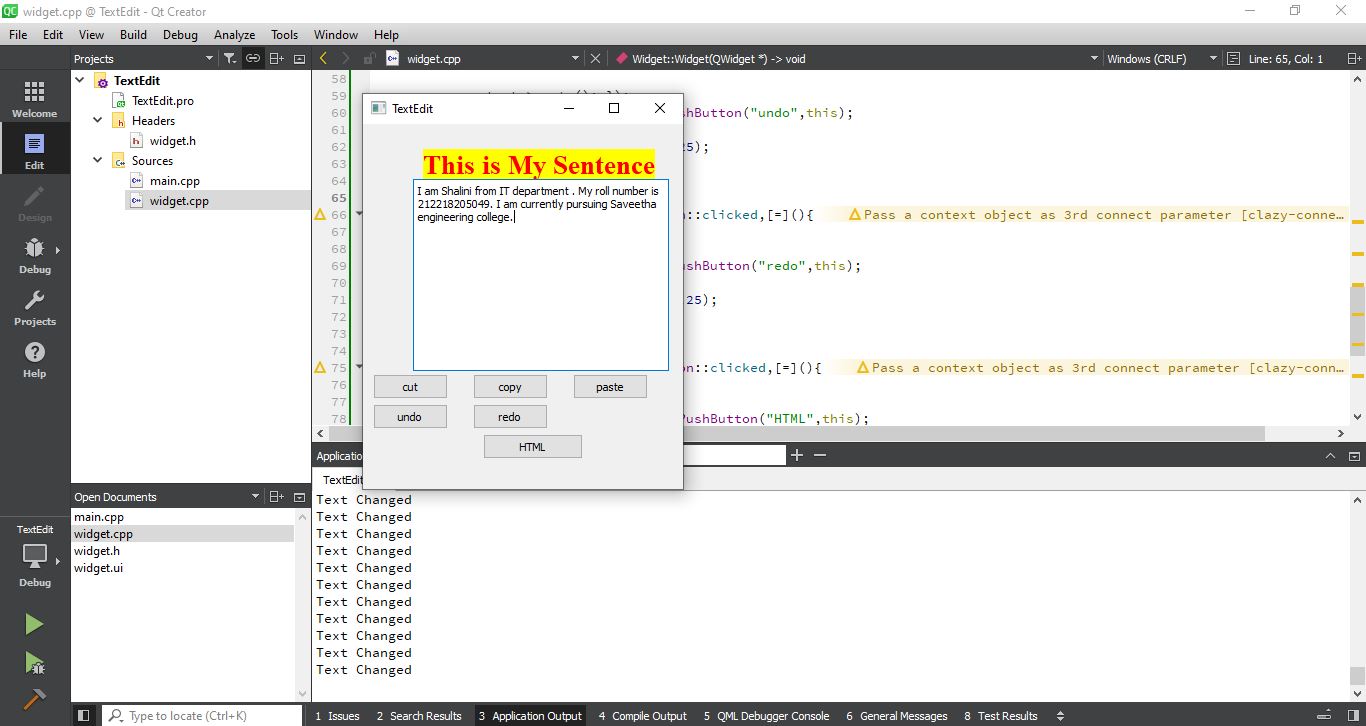 widget.cpp @ TextEdit - Qt Creator
File Edit View Build Debug Analyze Tools Window Help
Projects
widget.cpp
Widget::Widget(QWidget *) -> void
Windows (CRLF)
Line: 65, Col: 1
Welcome
Edit
Design
Debug
Projects
Help
TextEdit
Debug
TextEdit
TextEdit.pro
Headers
widget.h
Sources
main.cpp
widget.cpp
Open Documents
main.cpp
widget.cpp
widget.h
widget.ui
58
59
60 shButton("undo",this);
61
62 25);
63
64
65
66 ::clicked,[=](){ Pass a context object as 3rd connect parameter [clazy-conne...
67
68
69 shButton("redo",this);
70
71 25);
72
73
74
75 n::clicked,[=](){ Pass a context object as 3rd connect parameter [clazy-conn...
76
77
78 PushButton("HTML",this);
TextEdit
This is My Sentence
I am Shalini from IT department . My roll number is
212218205049. I am currently pursuing Saveetha
engineering college.
cut copy paste
undo redo
HTML
Applicatio
TextEdit
Text Changed
Text Changed
Text Changed
Text Changed
Text Changed
Text Changed
Text Changed
Text Changed
Text Changed
Text Changed
Text Changed
Type to locate (Ctrl+K)
1 Issues 2 Search Results 3 Application Output 4 Compile Output 5 QML Debugger Console 6 General Messages 8 Test Results